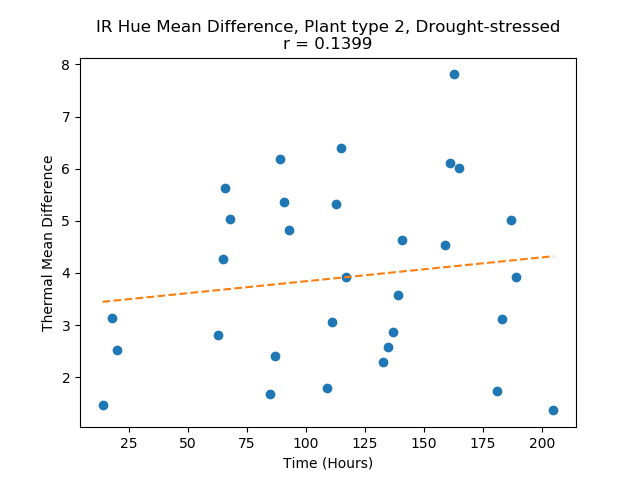 IR Hue Mean Difference, Plant type 2, Drought-stressed
r = 0.1399
8
7
6
5
4
3
2
Thermal Mean Difference
25 50 75 100 125 150 175 200
Time (Hours)